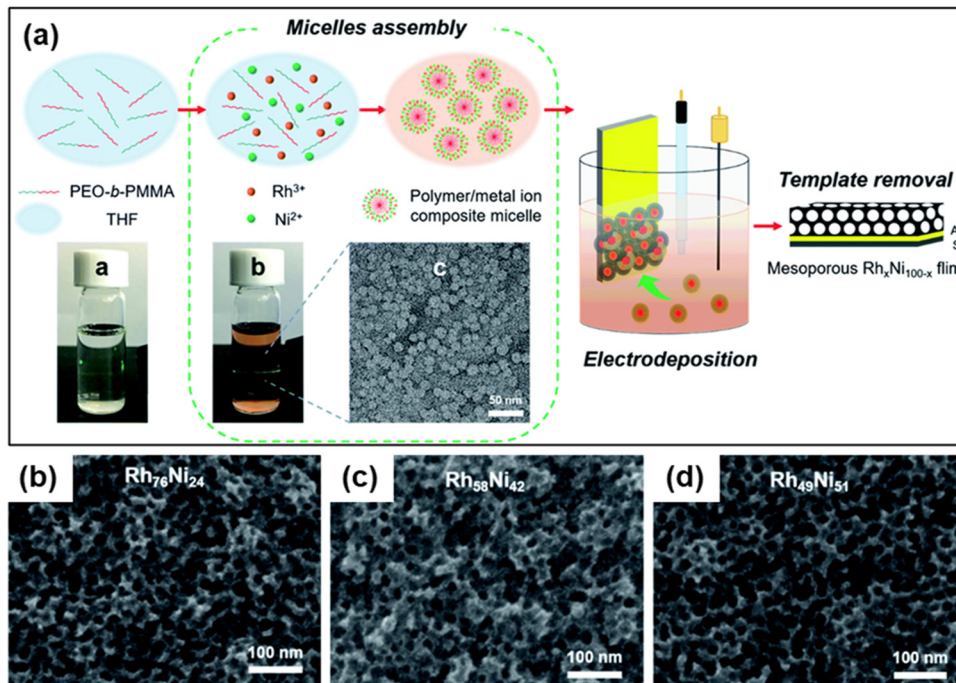 (a)
Micelles assembly
PEO-b-PMMA
THF
Rh³⁺
Ni²⁺
Polymer/metal ion
composite micelle
a
b
c
50 nm
Electrodeposition
Template removal
A
S
Mesoporous RhₓNi₁₀₀₋ₓ flim
(b)
Rh₇₆Ni₂₄
100 nm
(c)
Rh₅₈Ni₄₂
100 nm
(d)
Rh₄₉Ni₅₁
100 nm